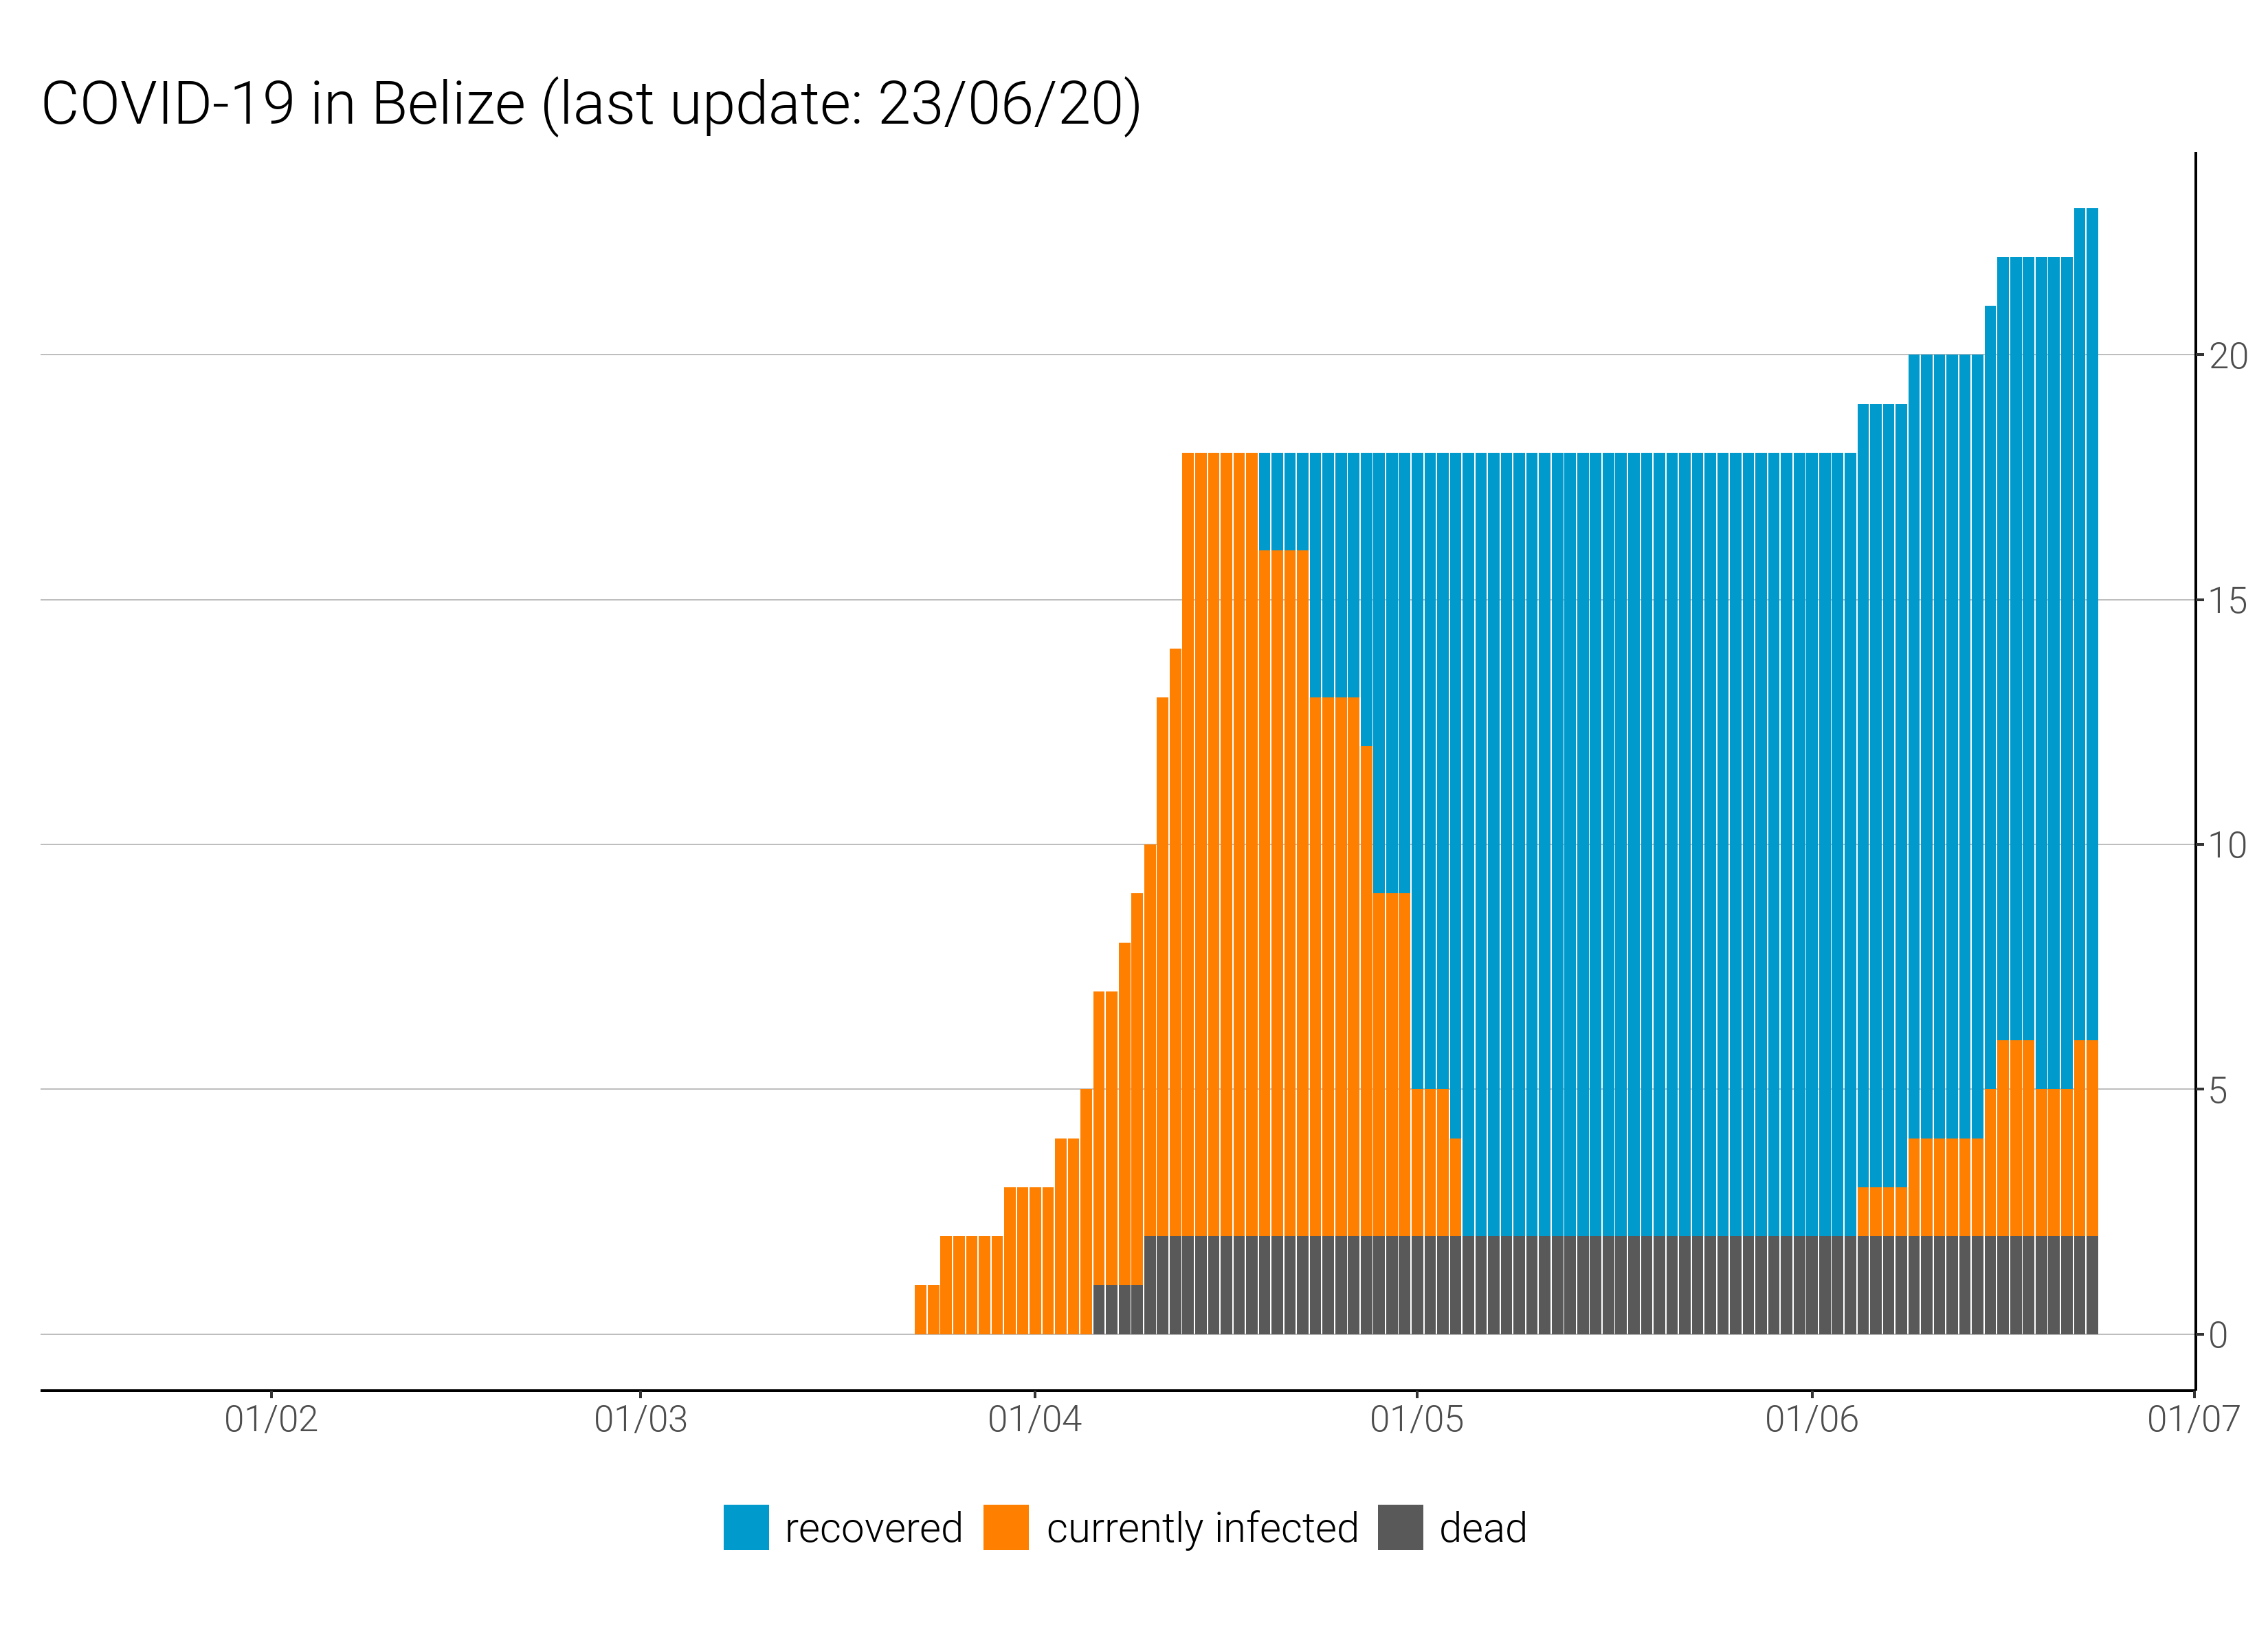 COVID-19 in Belize (last update: 23/06/20)
20
15
10
5
0
01/02 01/03 01/04 01/05 01/06 01/07
recovered currently infected dead